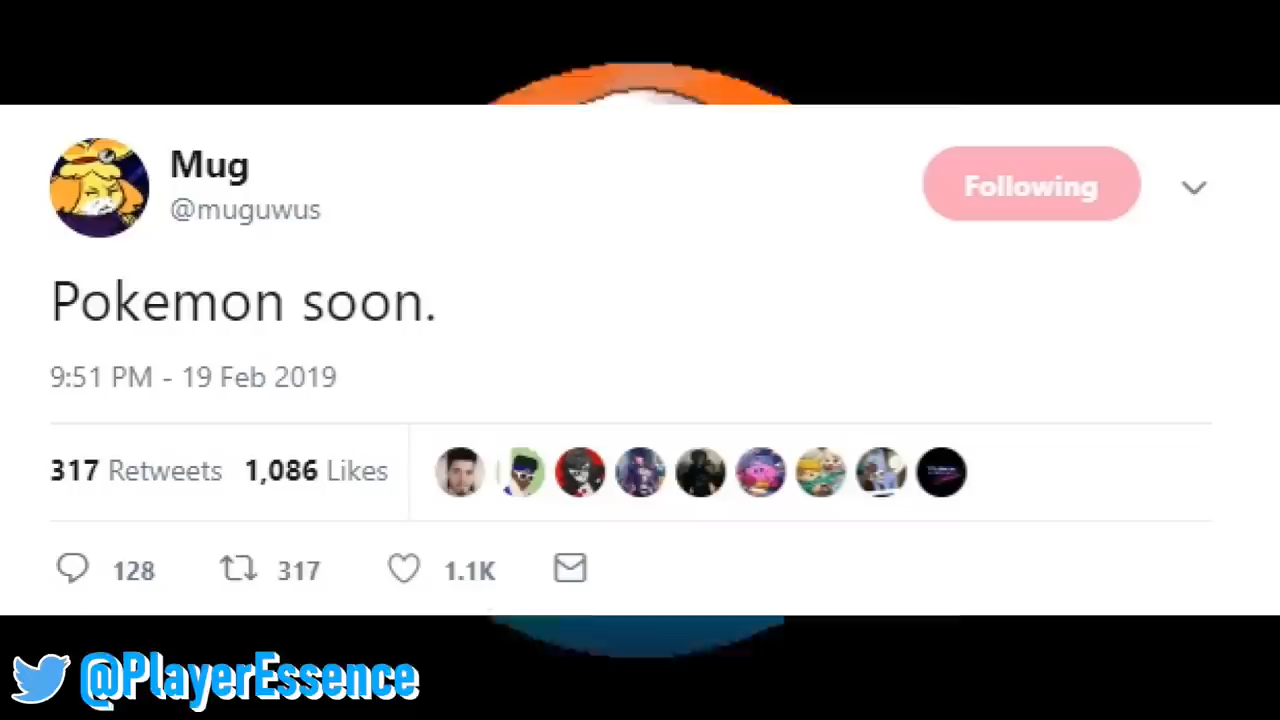 Mug
@muguwus
Following
Pokemon soon.
9:51 PM - 19 Feb 2019
317 Retweets 1,086 Likes
128 317 1.1K
@PlayerEssence